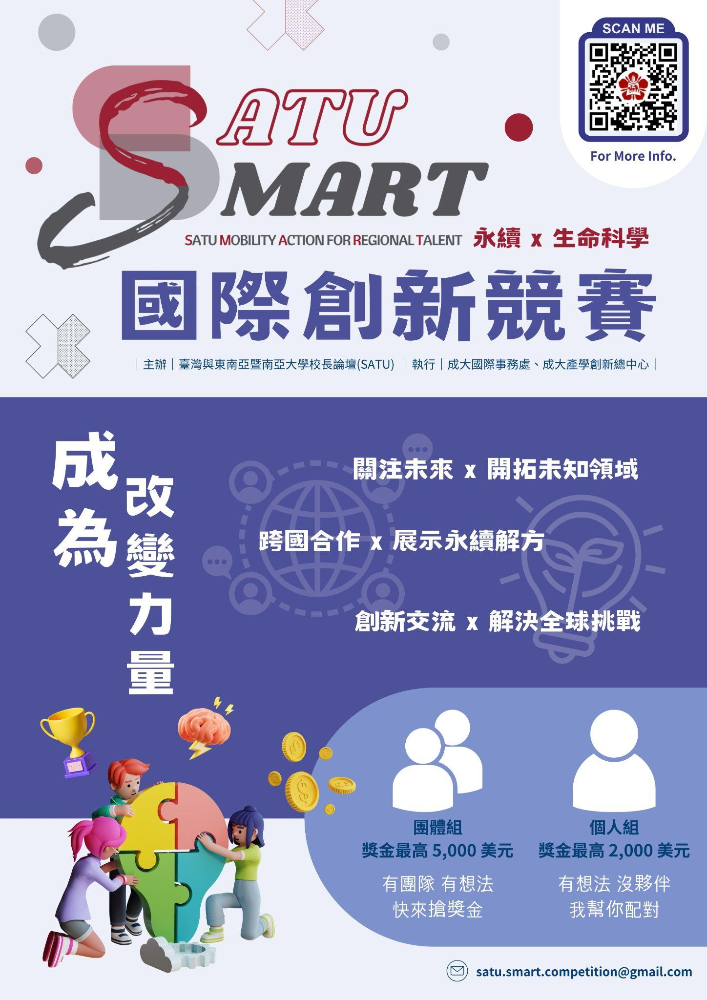 SCAN ME
For More Info.
SATU
SMART
SATU MOBILITY ACTION FOR REGIONAL TALENT 永續 x 生命科學
國際創新競賽
｜主辦｜臺灣與東南亞暨南亞大學校長論壇(SATU) ｜執行｜成大國際事務處、成大產學創新總中心｜
成為
改變力量
關注未來 x 開拓未知領域
跨國合作 x 展示永續解方
創新交流 x 解決全球挑戰
團體組
獎金最高 5,000 美元
有團隊 有想法
快來搶獎金
個人組
獎金最高 2,000 美元
有想法 沒夥伴
我幫你配對
satu.smart.competition@gmail.com